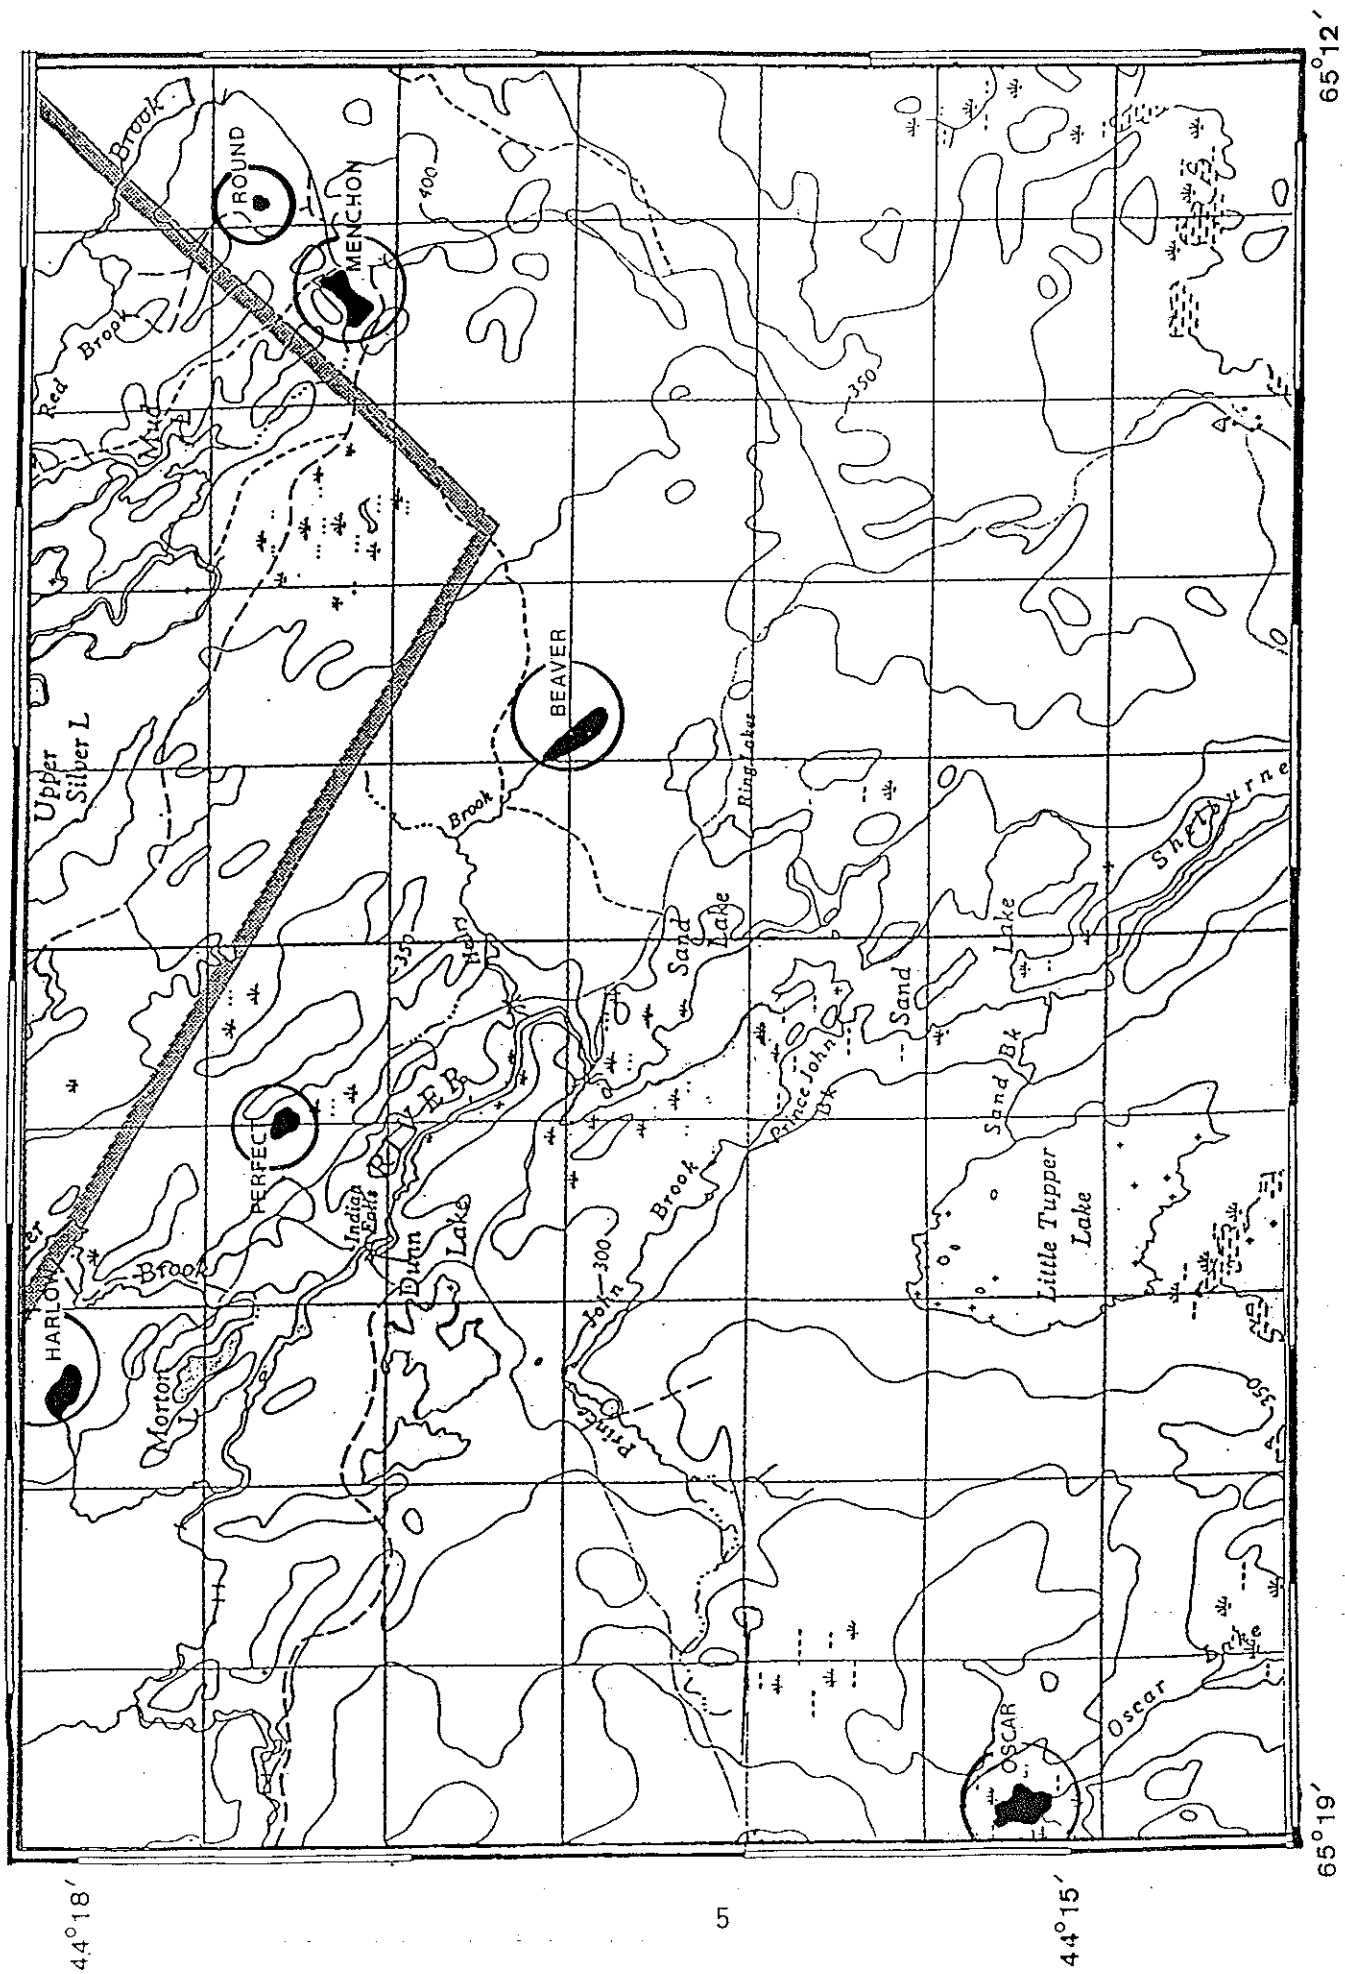 65°12′
Brook
ROUND
MENCHON
400
Red
Brook
Mud
L
350
Upper
Silver L
BEAVER
Brook
Ring Lakes
Shelburne
350
Sand
Lake
Sand
Lake
RIVER
PERFECT
Indian
Falls
Prince John
Bk
Sand Bk
HARLOW
Brook
Dunn
Lake
Brook
300
John
Prince
Little Tupper
Lake
Morton
L
350
OSCAR
Oscar
65°19′
44°18′
5
44°15′